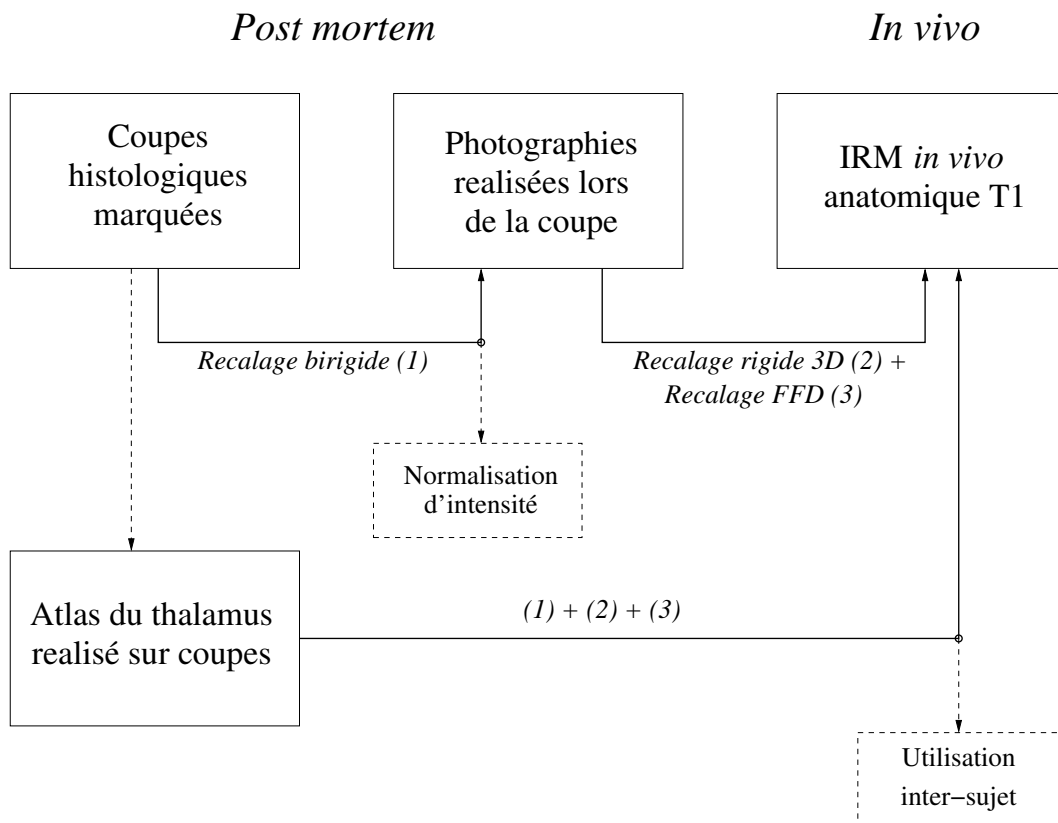 Post mortem
In vivo
Coupes
histologiques
marquées
Photographies
realisées lors
de la coupe
IRM in vivo
anatomique T1
Recalage birigide (1)
Recalage rigide 3D (2) +
Recalage FFD (3)
Normalisation
d'intensité
Atlas du thalamus
realisé sur coupes
(1) + (2) + (3)
Utilisation
inter−sujet